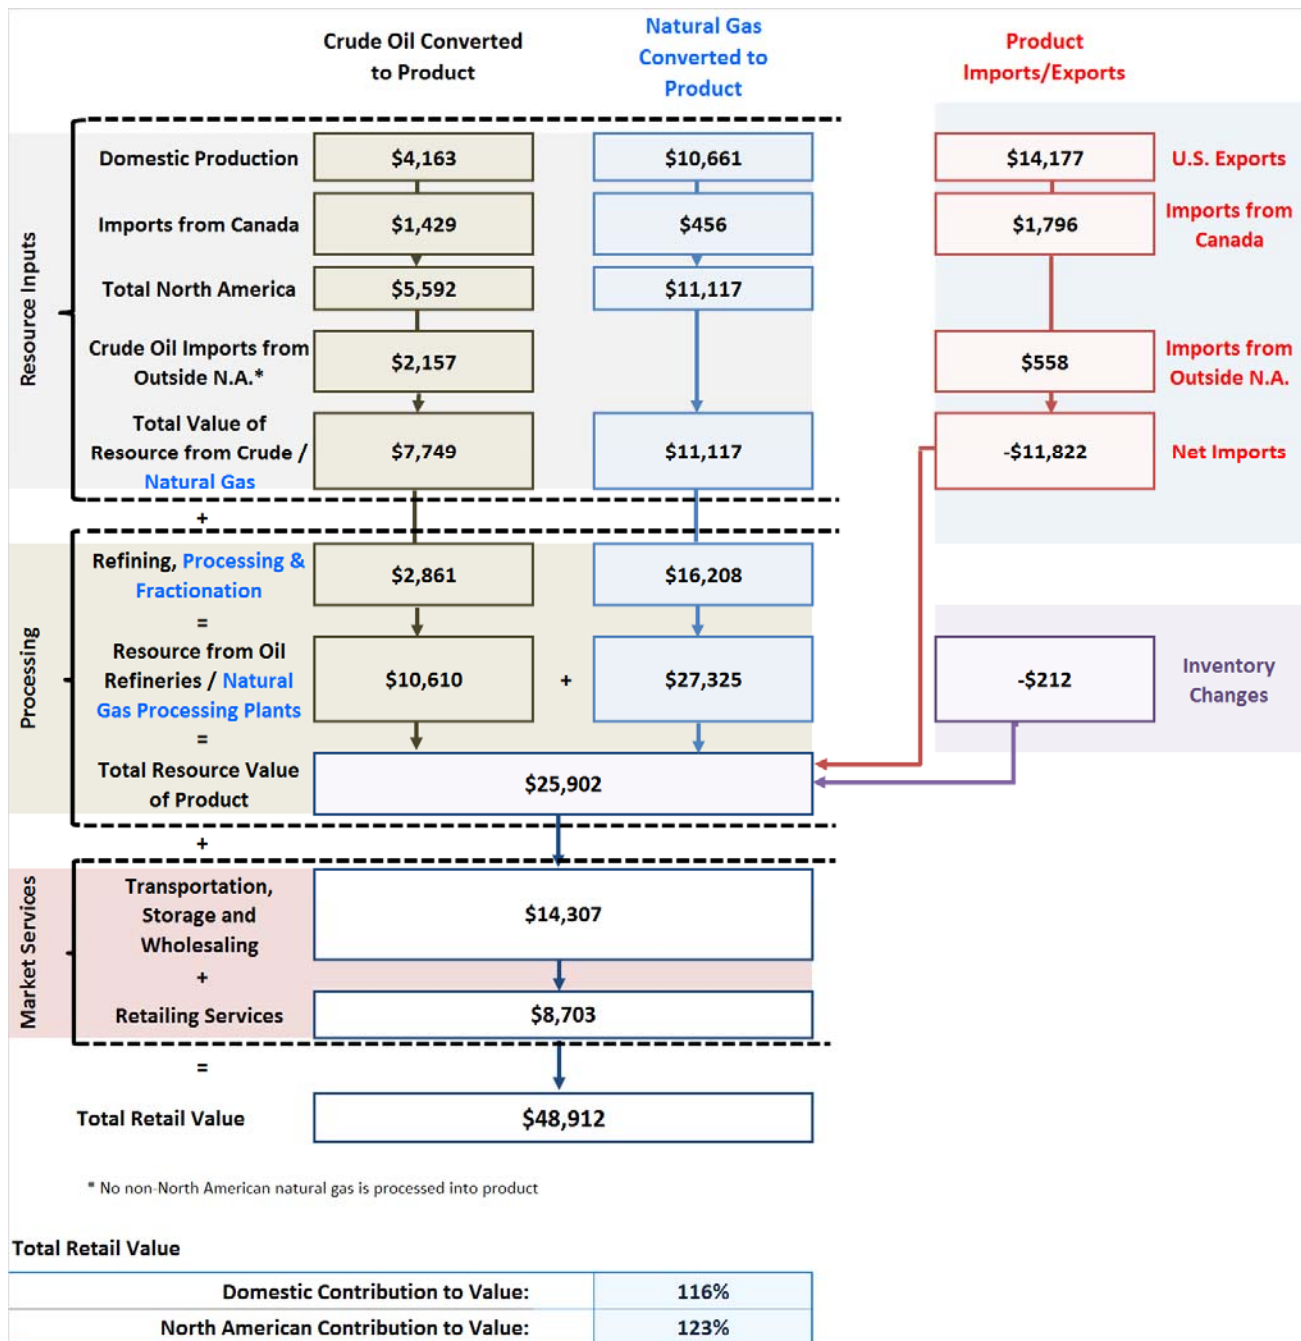 Crude Oil Converted
to Product
Natural Gas
Converted to
Product
Product
Imports/Exports
Resource Inputs
Domestic Production
$4,163
$10,661
$14,177
U.S. Exports
Imports from Canada
$1,429
$456
$1,796
Imports from
Canada
Total North America
$5,592
$11,117
Crude Oil Imports from
Outside N.A.*
$2,157
$558
Imports from
Outside N.A.
Total Value of
Resource from Crude /
Natural Gas
$7,749
$11,117
-$11,822
Net Imports
+
Processing
Refining, Processing &
Fractionation
$2,861
$16,208
=
Resource from Oil
Refineries / Natural
Gas Processing Plants
$10,610
+
$27,325
-$212
Inventory
Changes
=
Total Resource Value
of Product
$25,902
+
Market Services
Transportation,
Storage and
Wholesaling
$14,307
+
Retailing Services
$8,703
=
Total Retail Value
$48,912
* No non-North American natural gas is processed into product
Total Retail Value
Domestic Contribution to Value:
116%
North American Contribution to Value:
123%